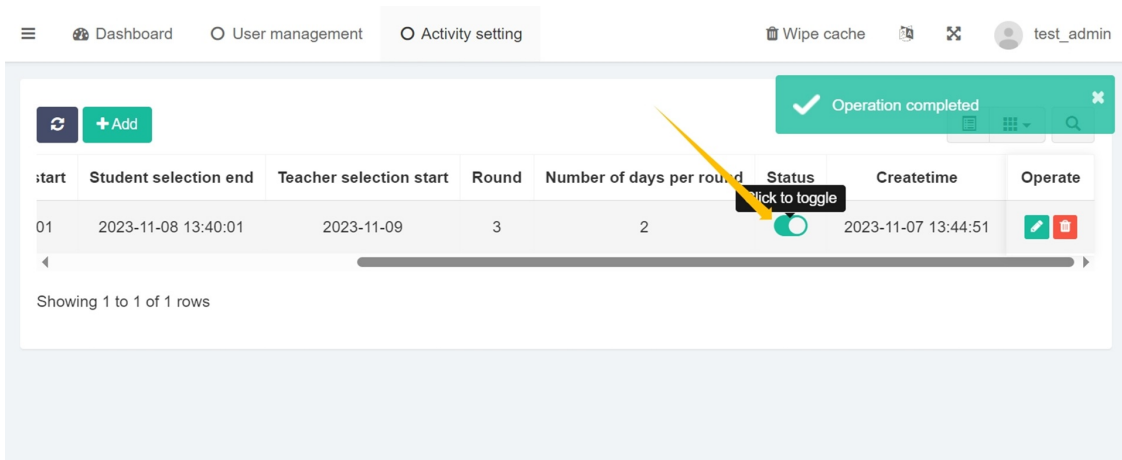 Dashboard User management Activity setting Wipe cache test_admin
Operation completed
Add
Student selection end Teacher selection start Round Number of days per round Status Createtime Operate
Click to toggle
01 2023-11-08 13:40:01 2023-11-09 3 2 2023-11-07 13:44:51
Showing 1 to 1 of 1 rows